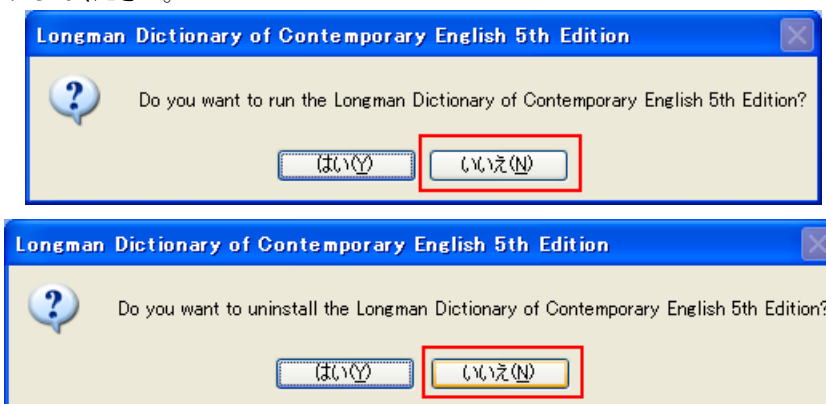 Longman Dictionary of Contemporary English 5th Edition
Do you want to run the Longman Dictionary of Contemporary English 5th Edition?
はい(Y) いいえ(N)
Longman Dictionary of Contemporary English 5th Edition
Do you want to uninstall the Longman Dictionary of Contemporary English 5th Edition?
はい(Y) いいえ(N)